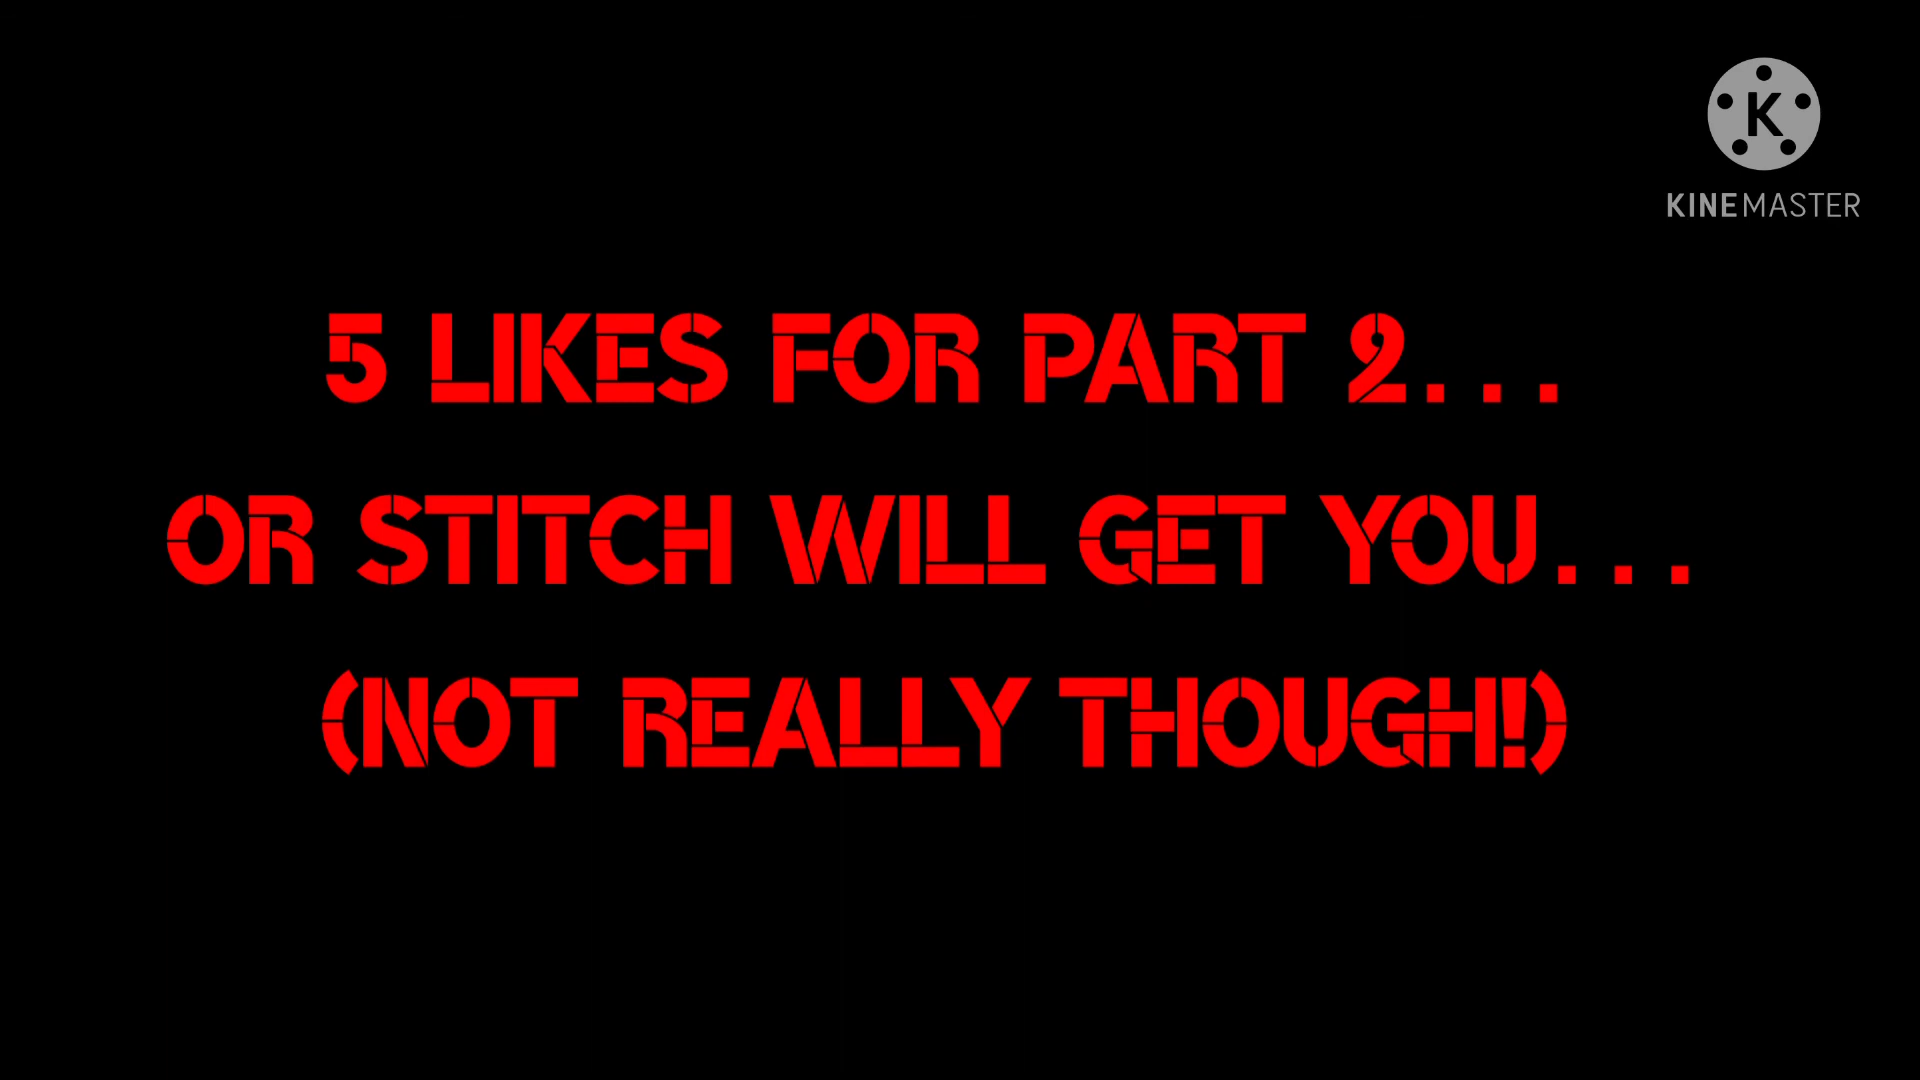 K
KINEMASTER
5 LIKES FOR PART 2...
OR STITCH WILL GET YOU...
(NOT REALLY THOUGH!)